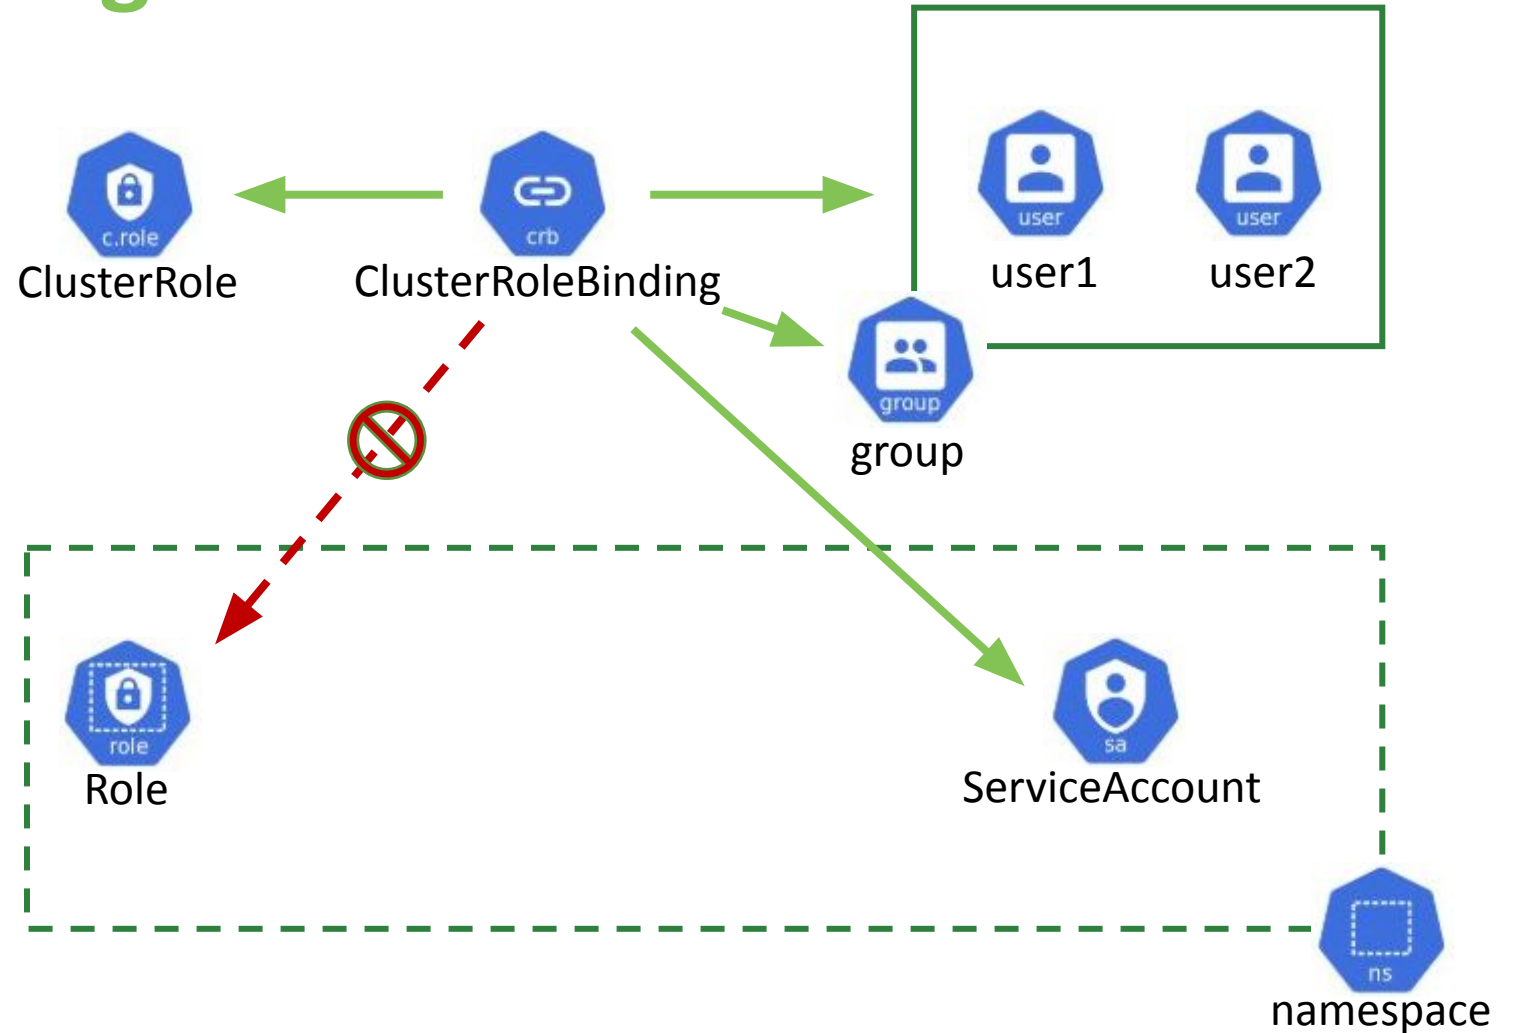 g
user
user
c.role
crb
user1
user2
ClusterRole
ClusterRoleBinding
group
group
role
sa
Role
ServiceAccount
ns
namespace